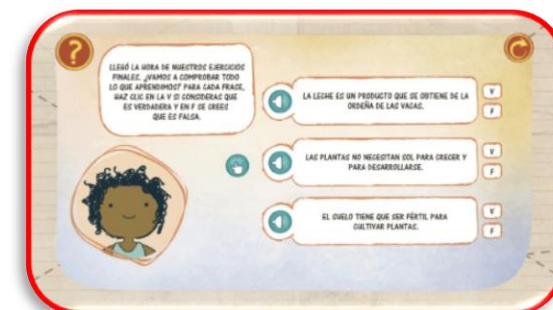 ?
LLEGÓ LA HORA DE NUESTROS EJERCICIOS
FINALES. ¿VAMOS A COMPROBAR TODO
LO QUE APRENDIMOS? PARA CADA FRASE,
HAZ CLIC EN LA V SI CONSIDERAS QUE
ES VERDADERA Y EN F SE CREES
QUE ES FALSA.
LA LECHE ES UN PRODUCTO QUE SE OBTIENE DE LA
ORDEÑA DE LAS VACAS.
V
F
LAS PLANTAS NO NECESITAN SOL PARA CRECER Y
PARA DESARROLLARSE.
V
F
EL SUELO TIENE QUE SER FÉRTIL PARA
CULTIVAR PLANTAS.
V
F